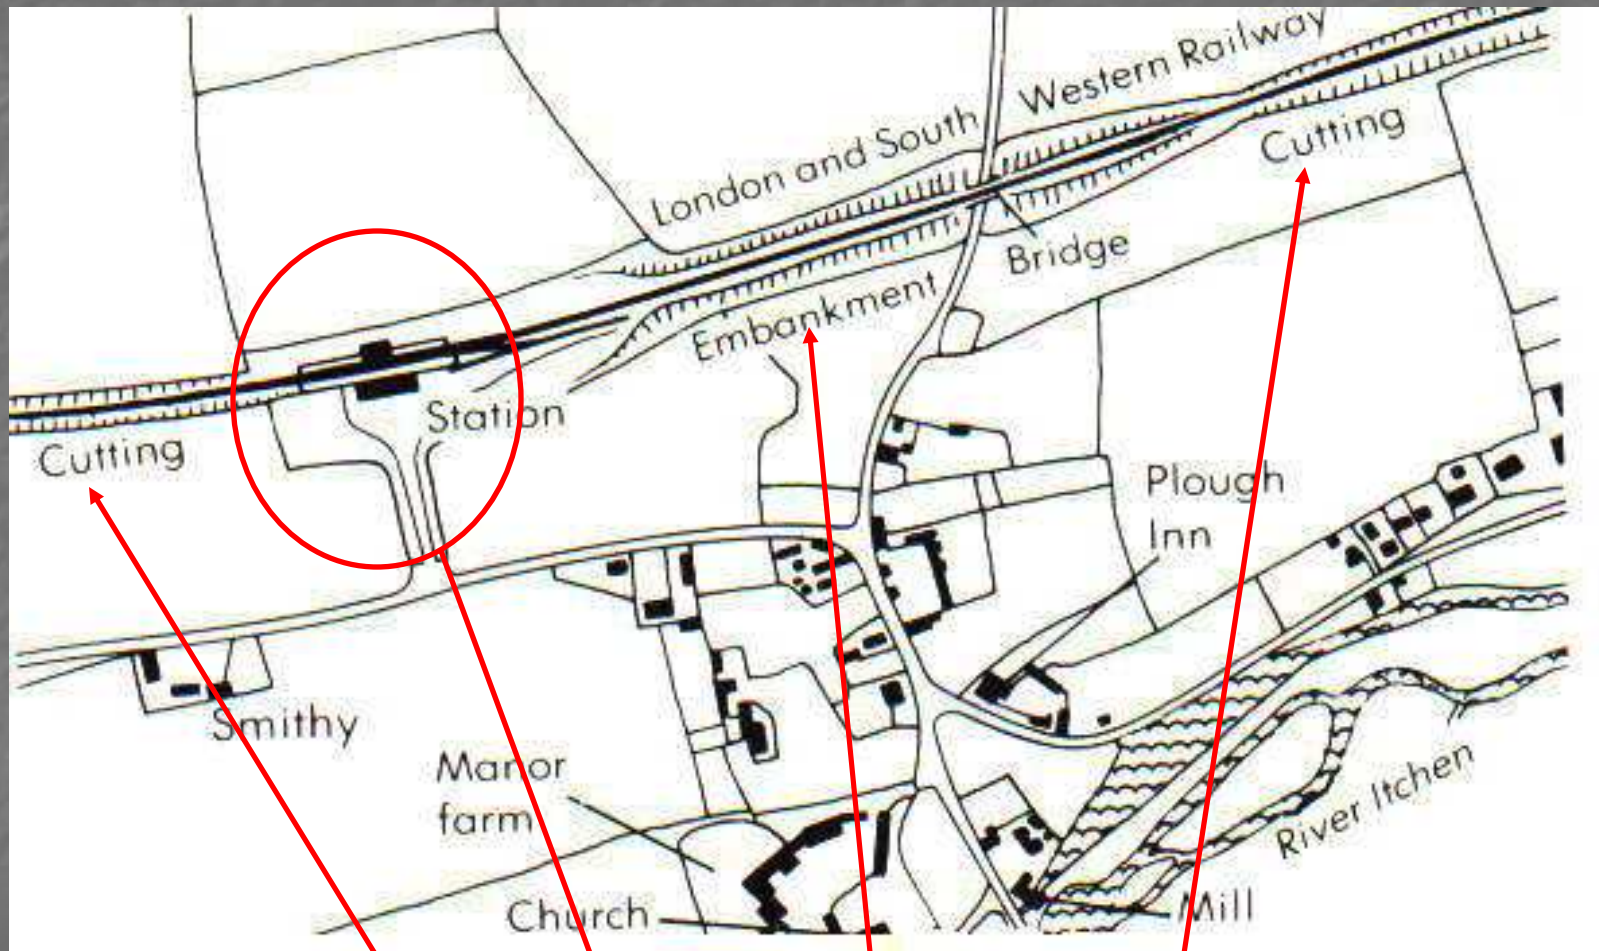 London and South Western Railway
Cutting
Bridge
Embankment
Station
Cutting
Plough
Inn
Smithy
Manor
farm
River Itchen
Church
Mill